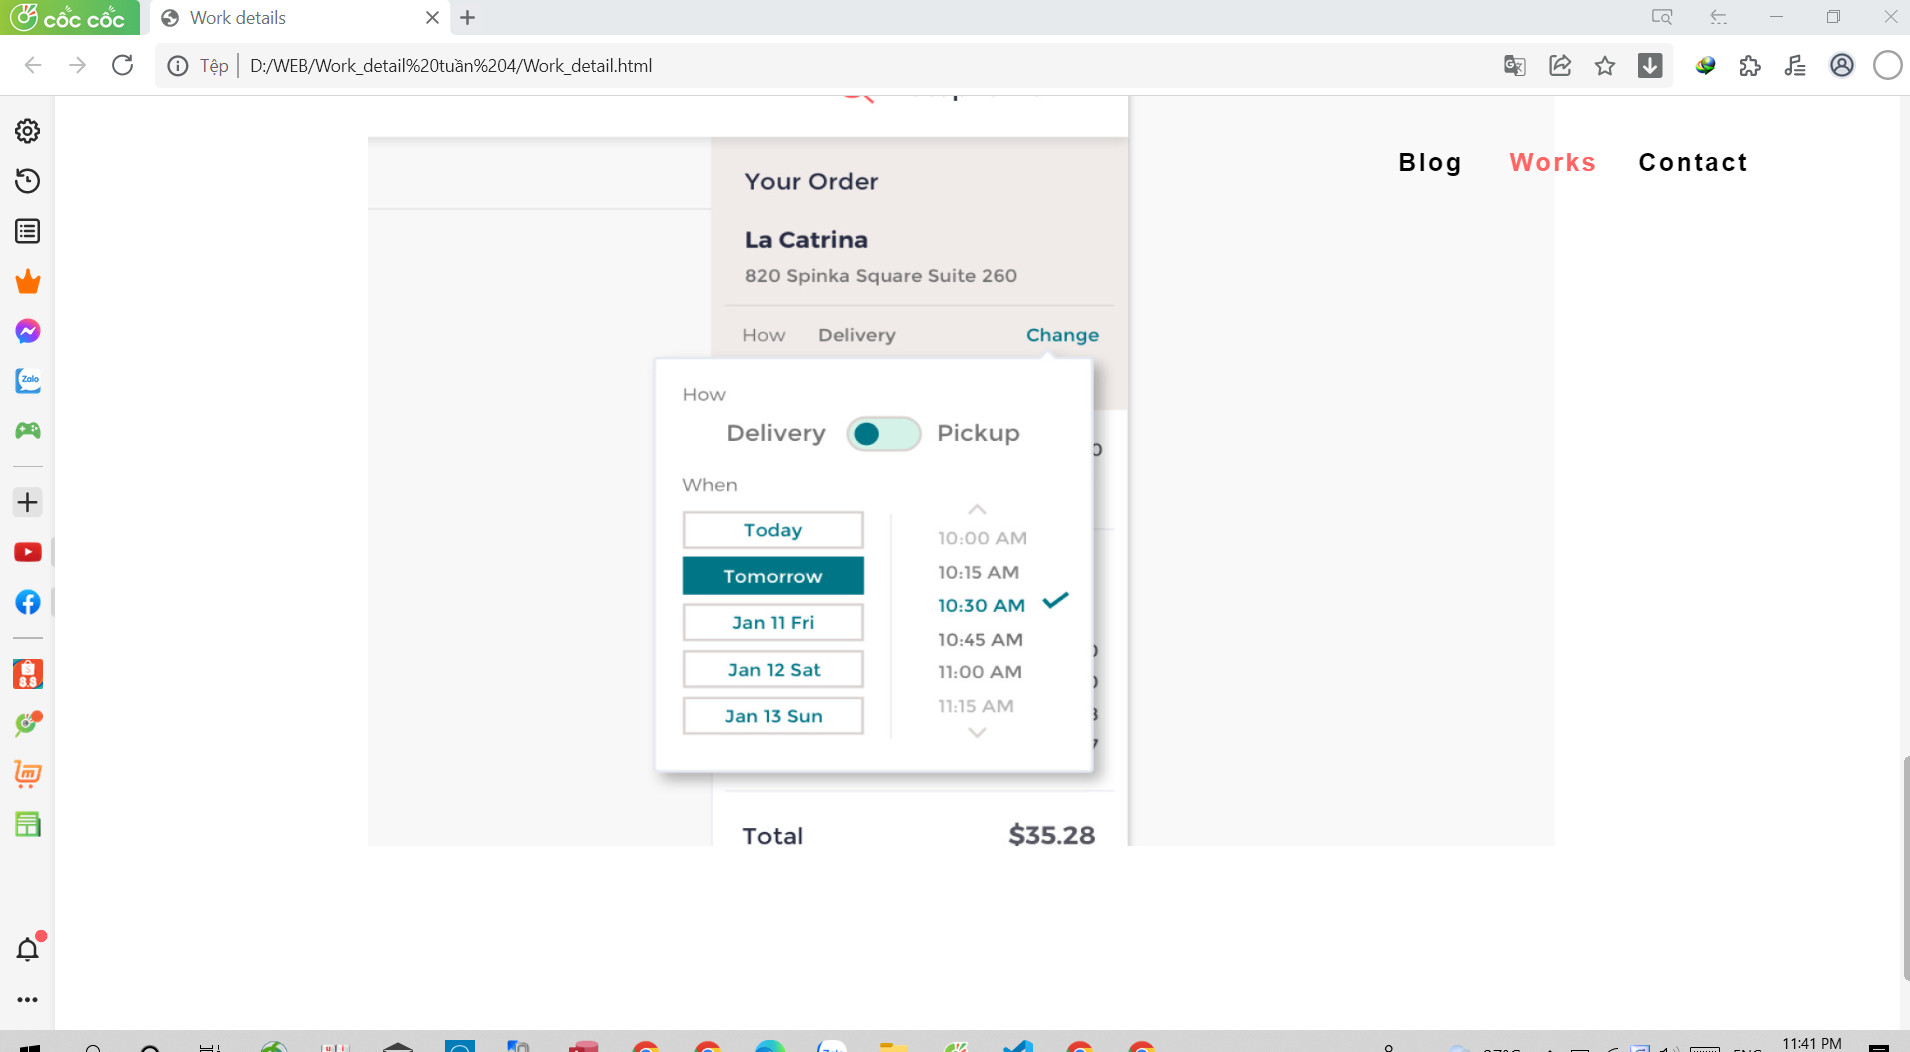 cốc cốc
Work details
Tệp
D:/WEB/Work_detail%20tuần%204/Work_detail.html
Blog Works Contact
Your Order
La Catrina
820 Spinka Square Suite 260
How Delivery Change
How
Delivery Pickup
When
Today
Tomorrow
Jan 11 Fri
Jan 12 Sat
Jan 13 Sun
10:00 AM
10:15 AM
10:30 AM
10:45 AM
11:00 AM
11:15 AM
Total $35.28
Zalo
8.8
11:41 PM